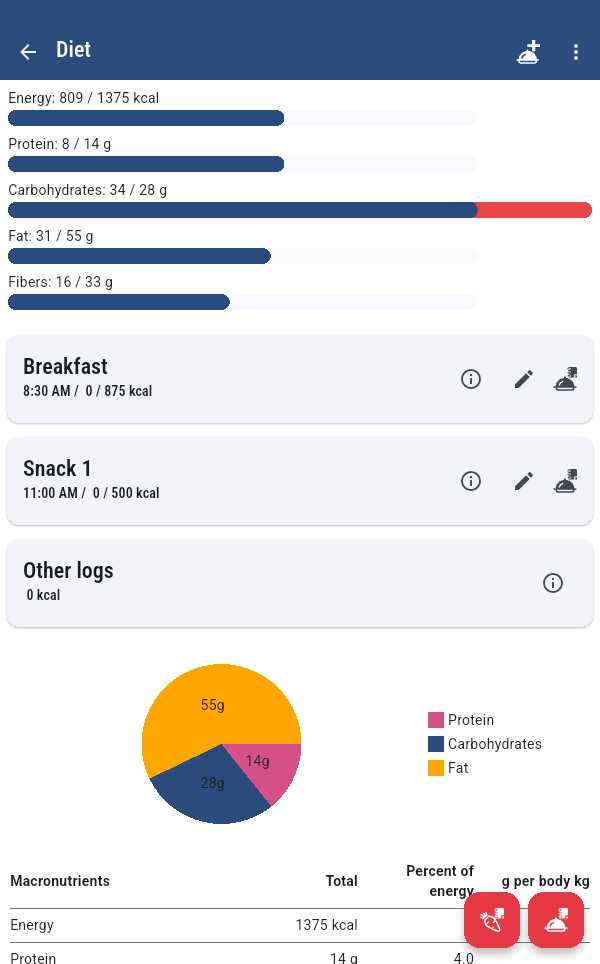 Diet
Energy: 809 / 1375 kcal
Protein: 8 / 14 g
Carbohydrates: 34 / 28 g
Fat: 31 / 55 g
Fibers: 16 / 33 g
Breakfast
8:30 AM / 0 / 875 kcal
Snack 1
11:00 AM / 0 / 500 kcal
Other logs
0 kcal
55g
14g
28g
Protein
Carbohydrates
Fat
Macronutrients Total Percent of energy g per body kg
Energy 1375 kcal
Protein 14 g 4.0